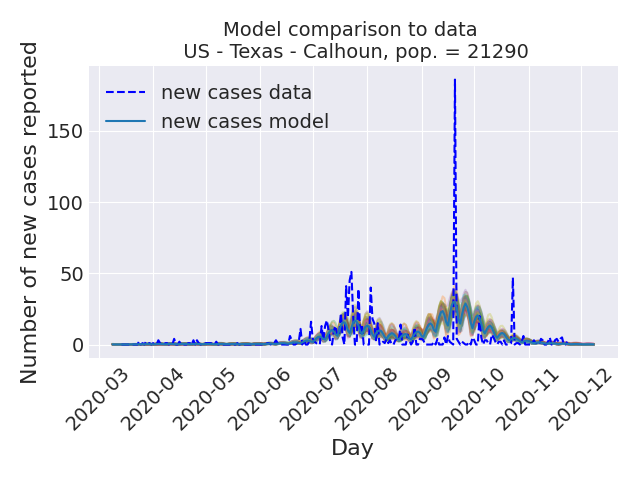 Model comparison to data
US - Texas - Calhoun, pop. = 21290
new cases data
new cases model
Number of new cases reported
150
100
50
0
2020-03
2020-04
2020-05
2020-06
2020-07
2020-08
2020-09
2020-10
2020-11
2020-12
Day